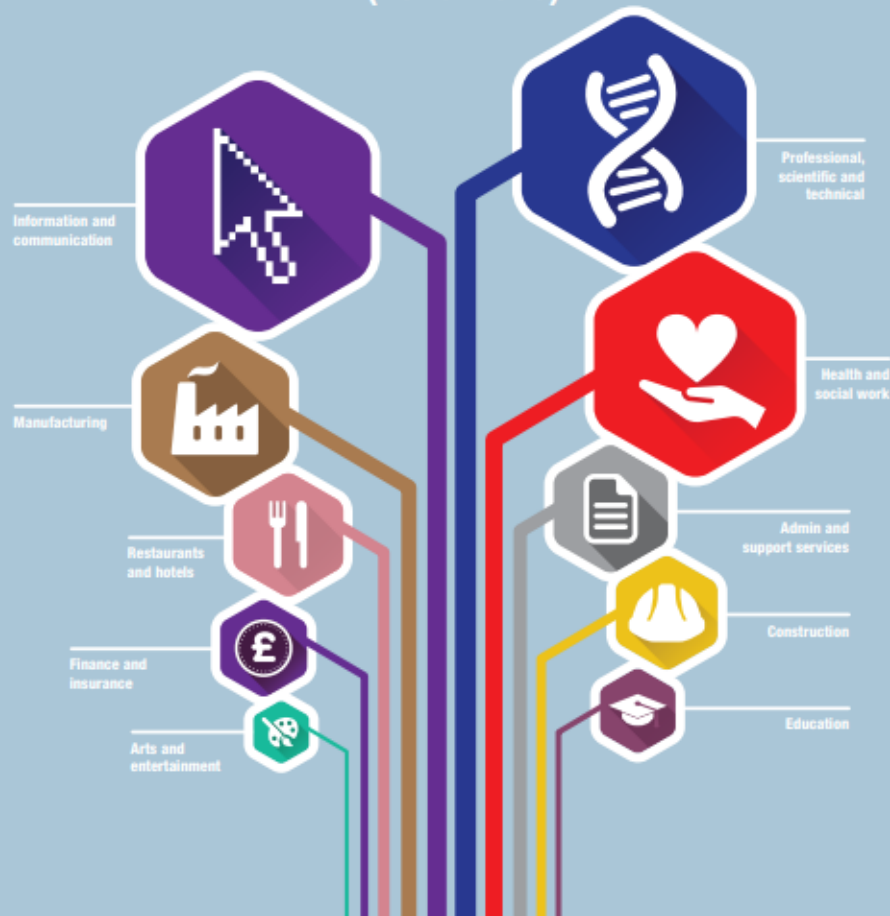 Professional,
scientific and
technical
Information and
communication
Health and
social work
Manufacturing
Admin and
support services
Restaurants
and hotels
£
Construction
Finance and
insurance
Education
Arts and
entertainment